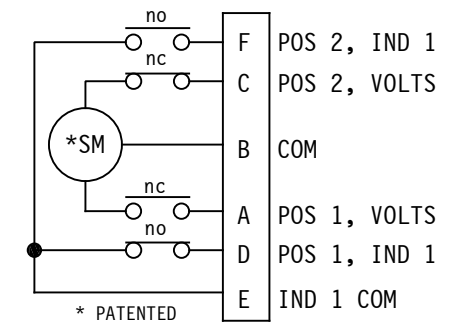 no
F POS 2, IND 1
nc
C POS 2, VOLTS
*SM
B COM
nc
A POS 1, VOLTS
no
D POS 1, IND 1
E IND 1 COM
* PATENTED